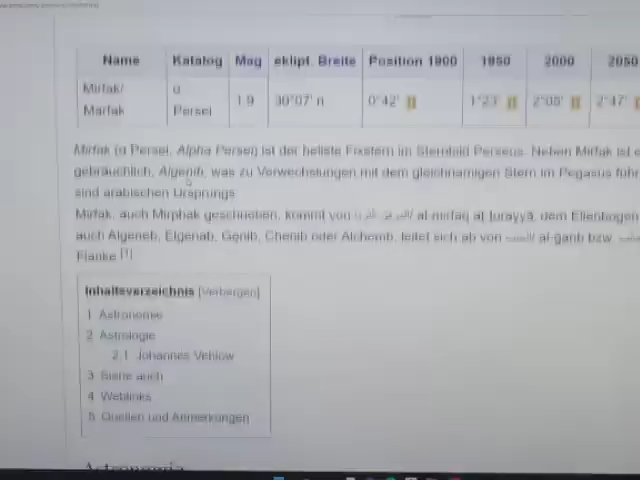 Name Katalog Mag eklipt. Breite Position 1900 1950 2000 2050
Mirfak/ α
Marfak Persei 1.9 30°07' n 0°42' 1°23' 2°05' 2°47'
Mirfak (α Persei, Alpha Persei) ist der hellste Fixstern im Sternbild Perseus. Neben Mirfak ist
gebräuchlich, Algenib, was zu Verwechslungen mit dem gleichnamigen Stern im Pegasus führ
sind arabischen Ursprungs.
Mirfak, auch Mirphak geschrieben, kommt von al-mirfaq at-turayyā, dem Ellenbogen
auch Algeneb, Elgenab, Genib, Chenib oder Alchemb, leitet sich ab von al-ǧanb bzw.
Flanke.[1]
Inhaltsverzeichnis [Verbergen]
1 Astronomie
2 Astrologie
2.1 Johannes Vehlow
3 Siehe auch
4 Weblinks
5 Quellen und Anmerkungen
Astronomie